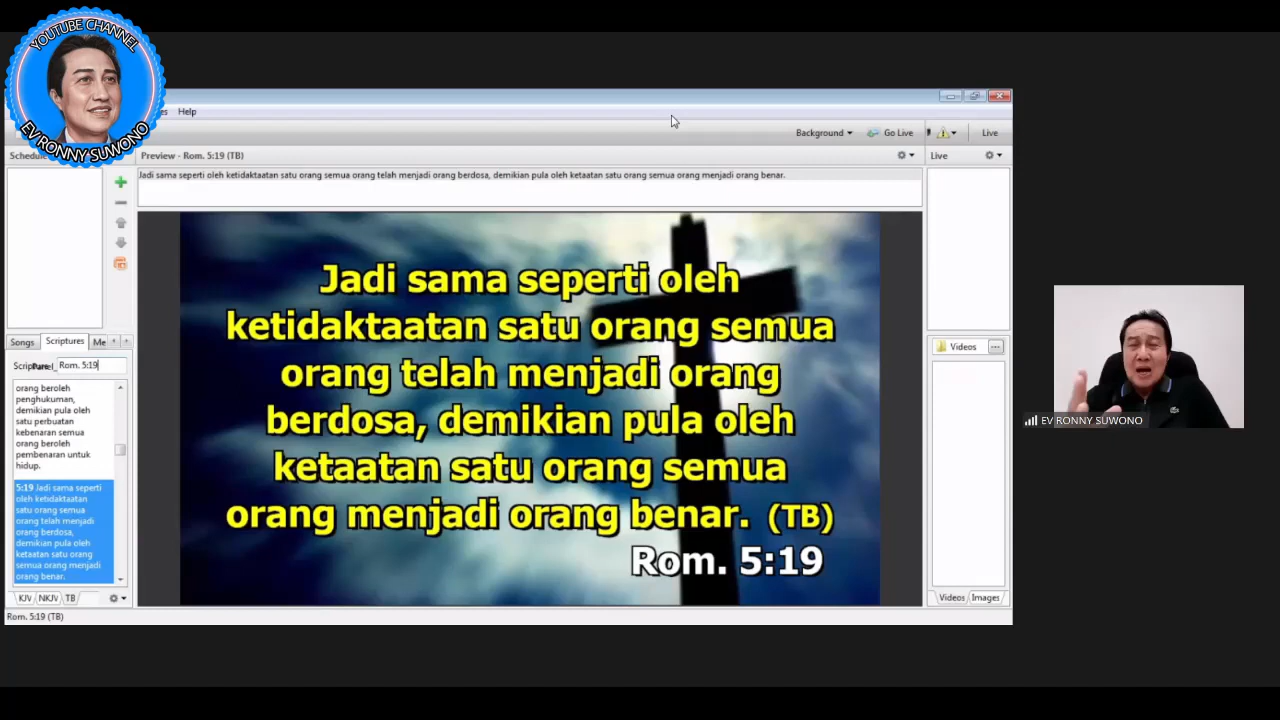 YOUTUBE CHANNEL
EV RONNY SUWONO
Help
Background
Go Live
Live
Preview - Rom. 5:19 (TB)
Live
Jadi sama seperti oleh ketidaktaatan satu orang semua orang telah menjadi orang berdosa, demikian pula oleh ketaatan satu orang semua orang menjadi orang benar.
Jadi sama seperti oleh
ketidaktaatan satu orang semua
orang telah menjadi orang
berdosa, demikian pula oleh
ketaatan satu orang semua
orang menjadi orang benar. (TB)
Rom. 5:19
Songs
Scriptures
Me
Rom. 5:19
orang beroleh
penghukuman,
demikian pula oleh
satu perbuatan
kebenaran semua
orang beroleh
pembenaran untuk
hidup.
5:19 Jadi sama seperti
oleh ketidaktaatan
satu orang semua
orang telah menjadi
orang berdosa,
demikian pula oleh
ketaatan satu orang
semua orang menjadi
orang benar.
KJV NKJV TB
Rom. 5:19 (TB)
Videos
Videos Images
EV RONNY SUWONO